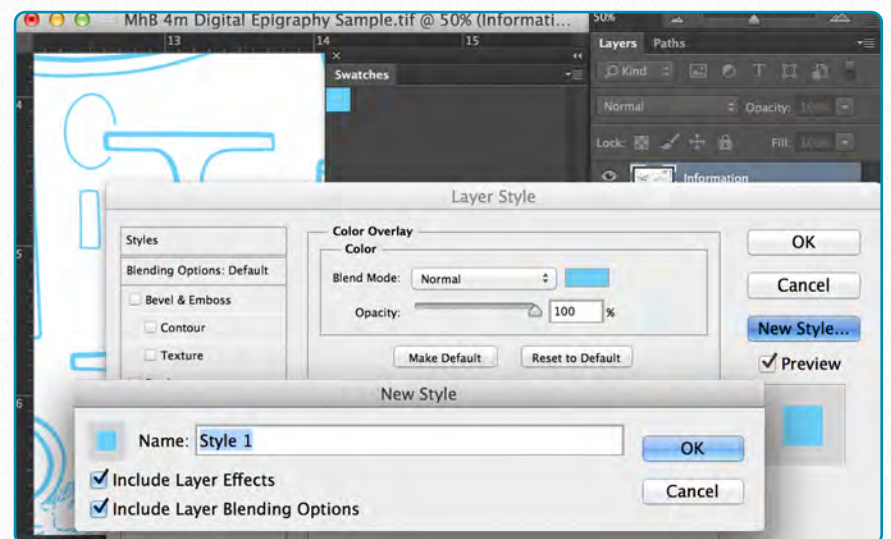 MhB 4m Digital Epigraphy Sample.tif @ 50% (Informati...
50%
13 14 15
Layers Paths
Swatches
Kind
4
Normal Opacity: 100%
Lock: Fill: 100%
Information
Layer Style
Styles
Color Overlay
Color
OK
5
Blending Options: Default
Blend Mode: Normal
Cancel
Bevel & Emboss
Opacity: 100 %
Contour
New Style...
Texture
Make Default Reset to Default
Preview
New Style
6
Name: Style 1
OK
Include Layer Effects
Cancel
Include Layer Blending Options